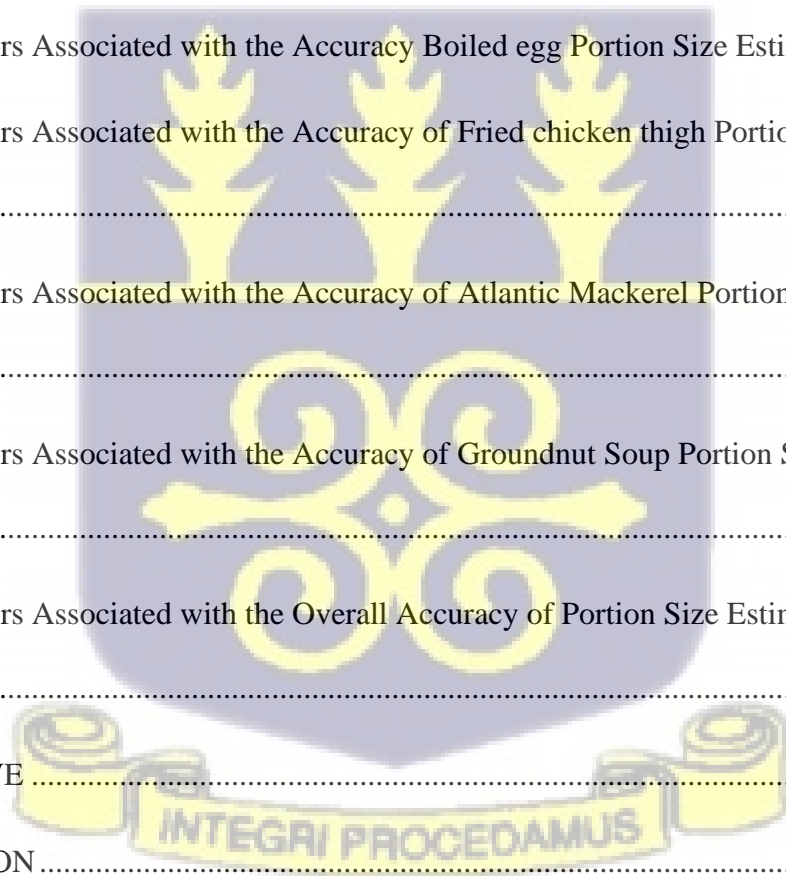 rs Associated with the Accuracy Boiled egg Portion Size Esti
rs Associated with the Accuracy of Fried chicken thigh Portio
................................................................................
rs Associated with the Accuracy of Atlantic Mackerel Portion
................................................................................
rs Associated with the Accuracy of Groundnut Soup Portion S
................................................................................
rs Associated with the Overall Accuracy of Portion Size Estir
................................................................................
VE ................................................................................
INTEGRI PROCEDAMUS
ON................................................................................